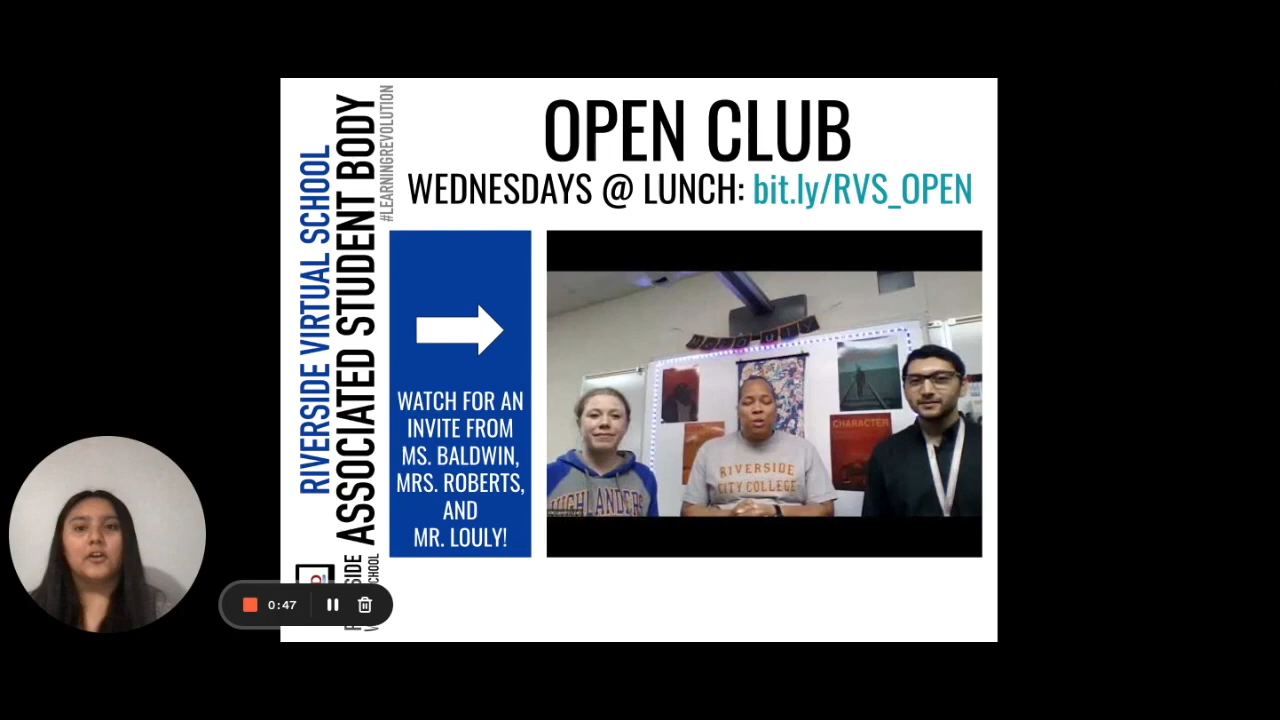 OPEN CLUB
WEDNESDAYS @ LUNCH: bit.ly/RVS_OPEN
RIVERSIDE VIRTUAL SCHOOL
ASSOCIATED STUDENT BODY
#LEARNINGREVOLUTION
WATCH FOR AN
INVITE FROM
MS. BALDWIN,
MRS. ROBERTS,
AND
MR. LOULY!
CHARACTER
RIVERSIDE
CITY COLLEGE
HIGHLANDERS
0:47